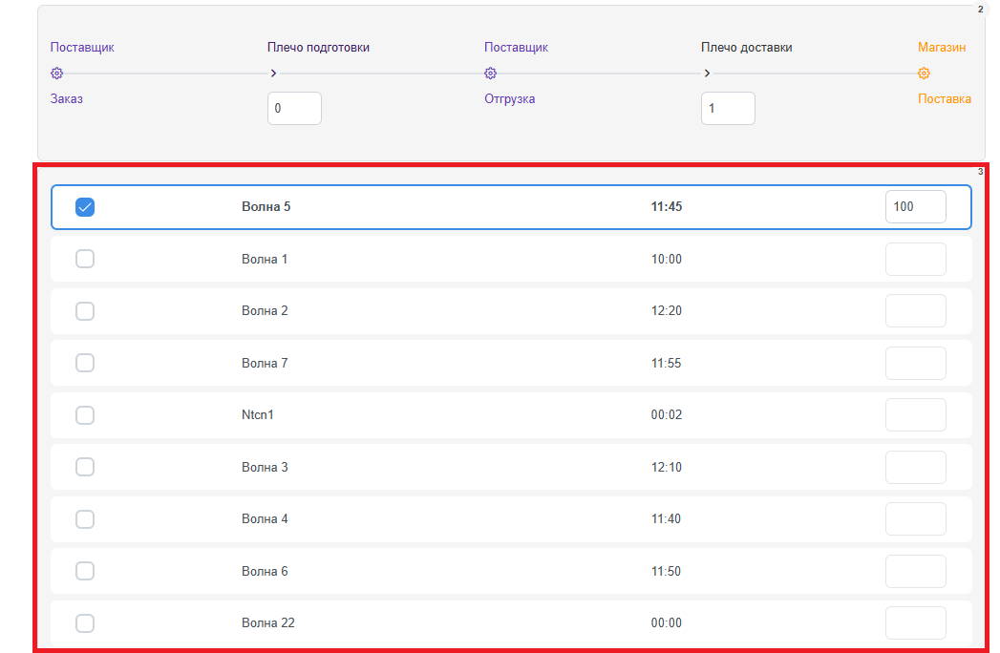 2
Поставщик Плечо подготовки Поставщик Плечо доставки Магазин
Заказ 0 Отгрузка 1 Поставка
3
Волна 5 11:45 100
Волна 1 10:00
Волна 2 12:20
Волна 7 11:55
Ntcn1 00:02
Волна 3 12:10
Волна 4 11:40
Волна 6 11:50
Волна 22 00:00